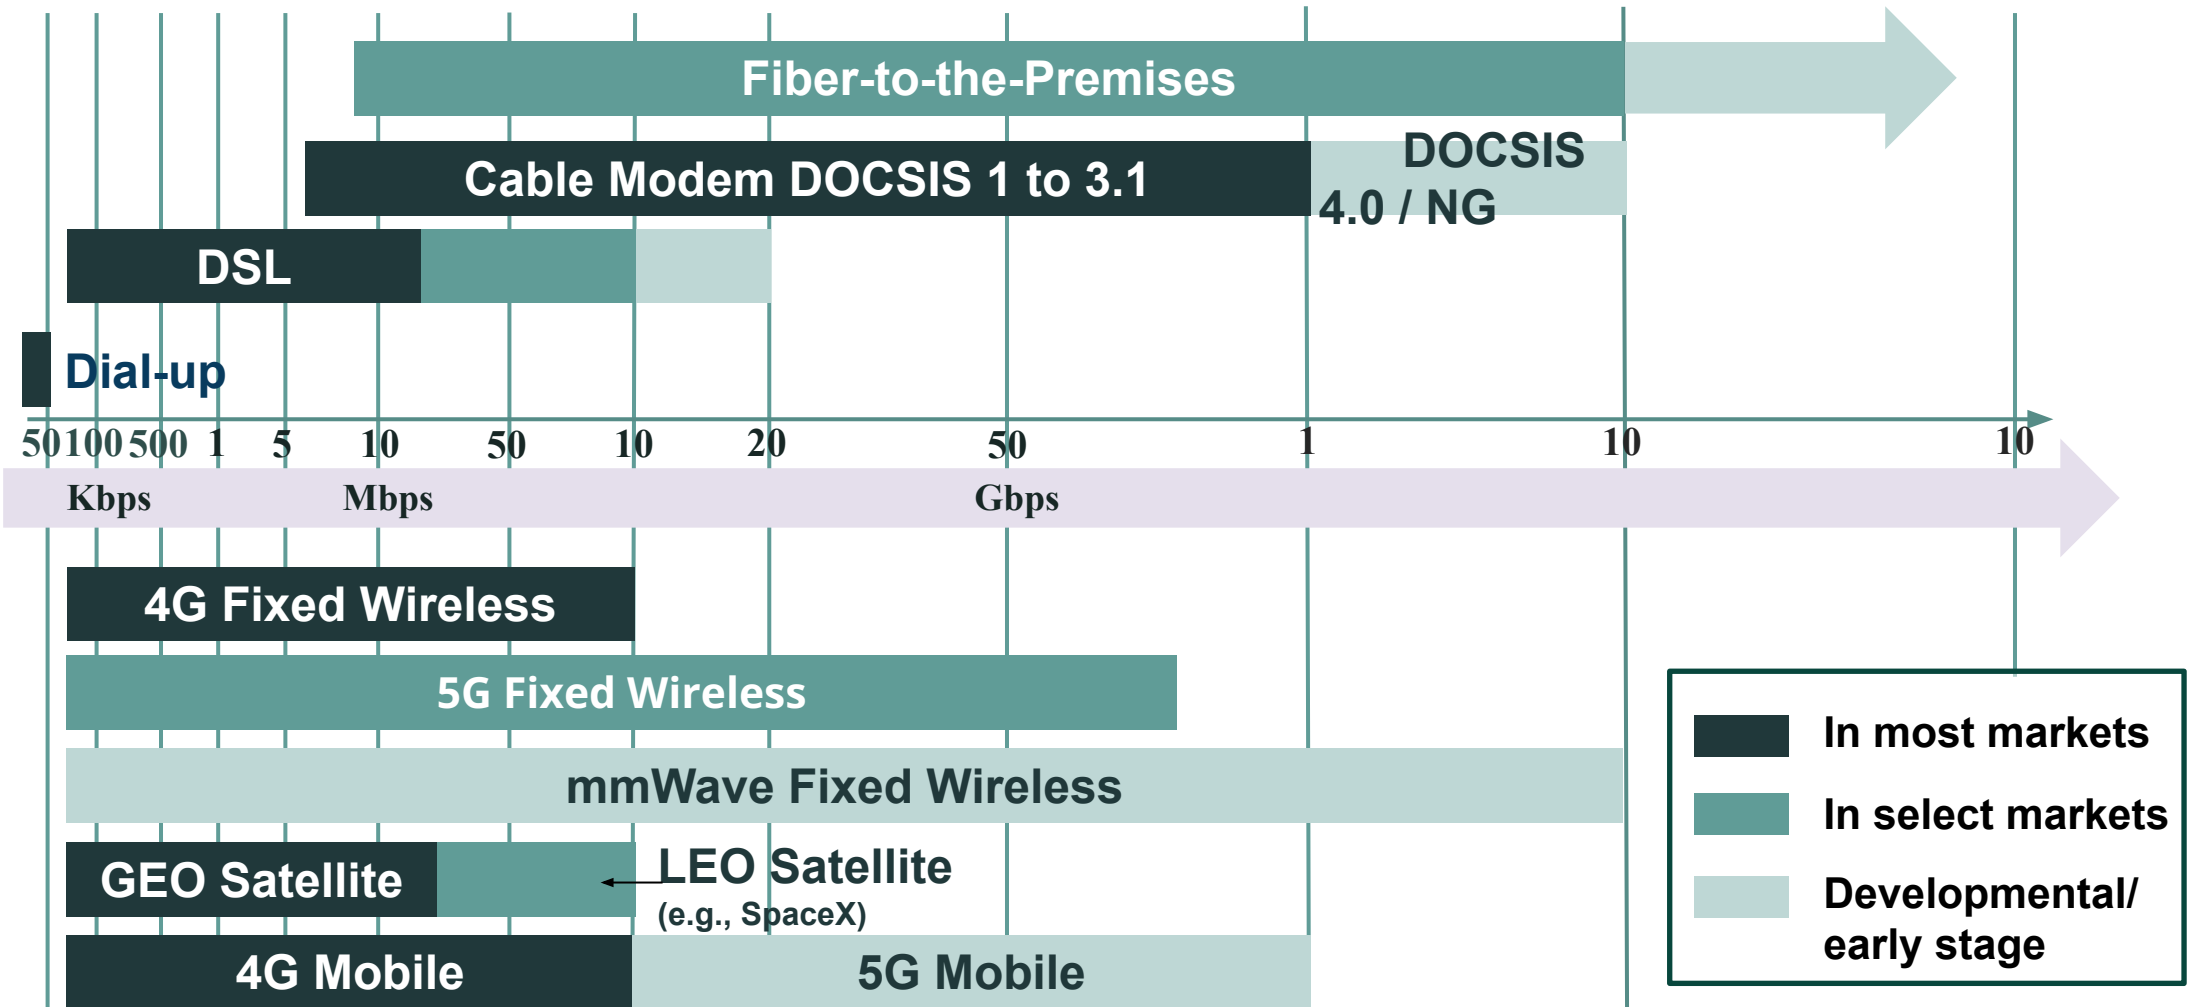 Fiber-to-the-Premises
Cable Modem DOCSIS 1 to 3.1
DOCSIS
4.0 / NG
DSL
Dial-up
50 100 500 1 5 10 50 10 20 50 1 10 10
Kbps Mbps Gbps
4G Fixed Wireless
5G Fixed Wireless
mmWave Fixed Wireless
GEO Satellite
LEO Satellite
(e.g., SpaceX)
4G Mobile
5G Mobile
In most markets
In select markets
Developmental/
early stage